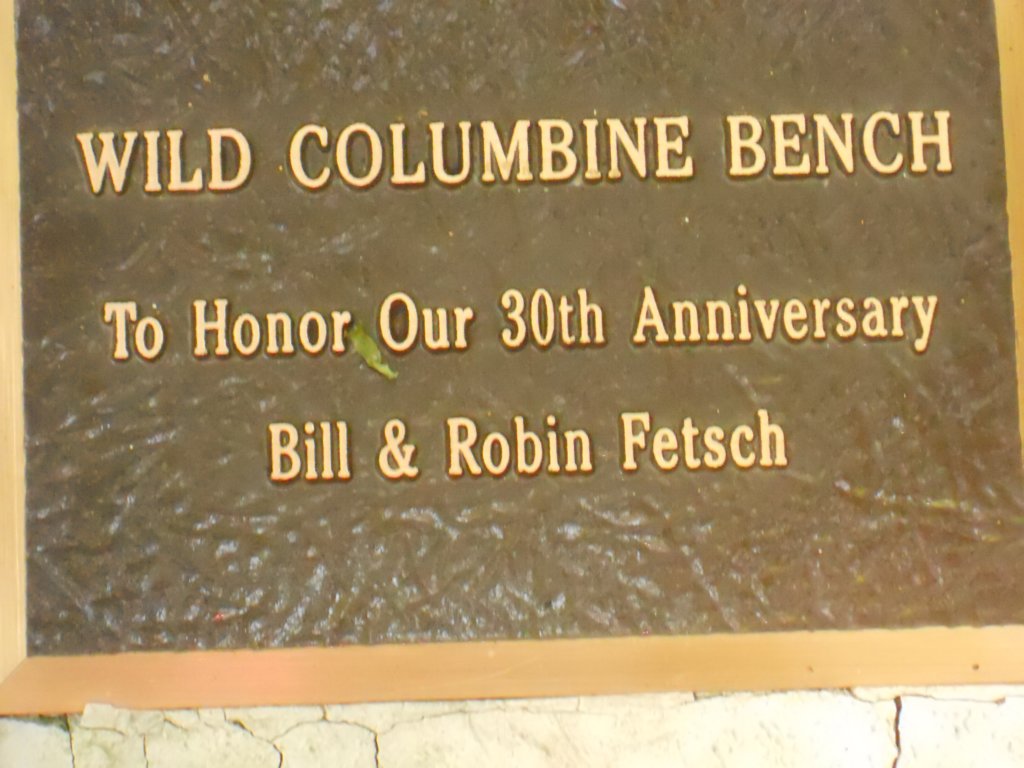 WILD COLUMBINE BENCH
To Honor Our 30th Anniversary
Bill & Robin Fetsch